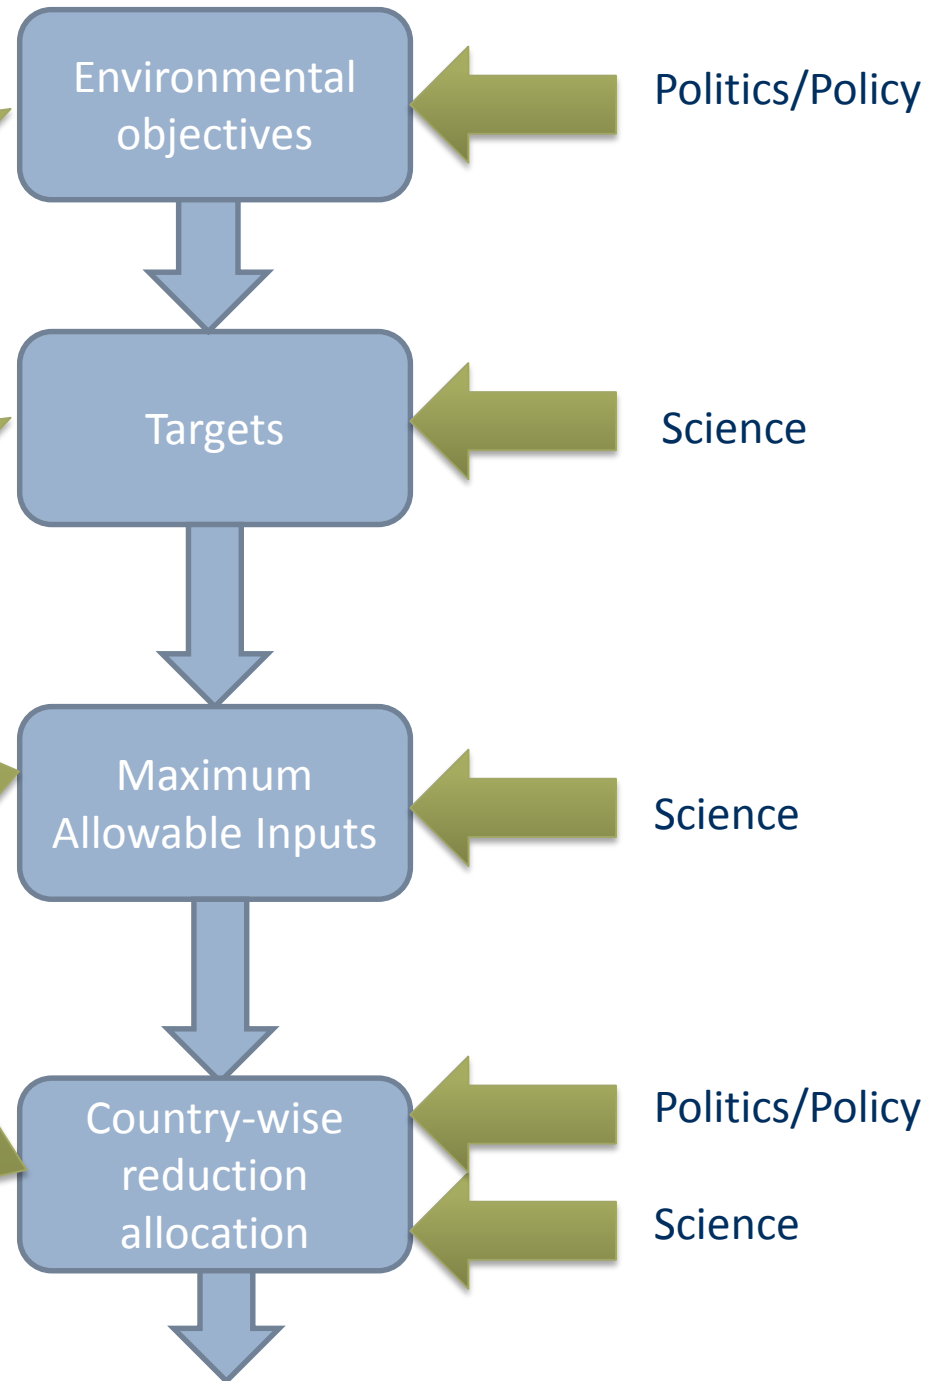 Environmental
objectives
Politics/Policy
Targets
Science
Maximum
Allowable Inputs
Science
Country-wise
reduction
allocation
Politics/Policy
Science